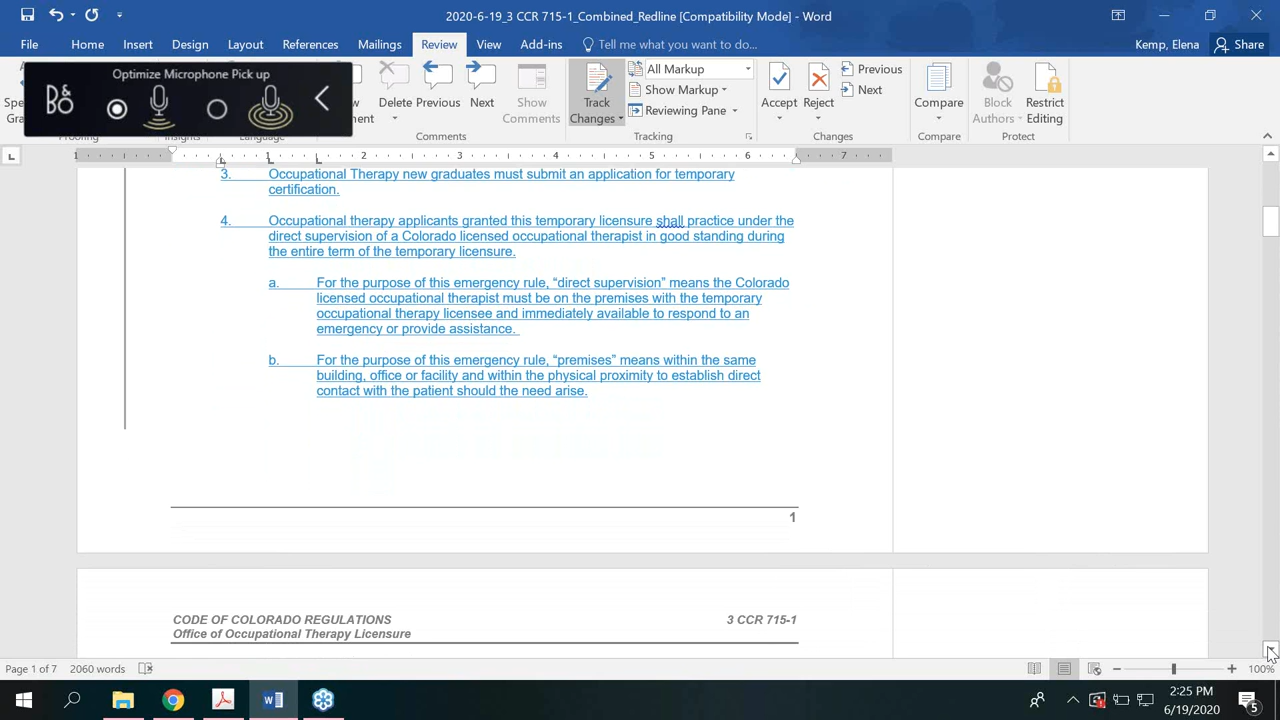 2020-6-19_3 CCR 715-1_Combined_Redline [Compatibility Mode] - Word
File Home Insert Design Layout References Mailings Review View Add-ins Tell me what you want to do... Kemp, Elena Share
Optimize Microphone Pick up
B&O
Delete Previous Next Show Comments
Comments
Track Changes
All Markup
Show Markup
Reviewing Pane
Tracking
Accept Reject
Previous
Next
Changes
Compare
Compare
Block Authors
Restrict Editing
Protect
1 1 2 3 4 5 6 7
3. Occupational Therapy new graduates must submit an application for temporary
certification.
4. Occupational therapy applicants granted this temporary licensure shall practice under the
direct supervision of a Colorado licensed occupational therapist in good standing during
the entire term of the temporary licensure.
a. For the purpose of this emergency rule, “direct supervision” means the Colorado
licensed occupational therapist must be on the premises with the temporary
occupational therapy licensee and immediately available to respond to an
emergency or provide assistance.
b. For the purpose of this emergency rule, “premises” means within the same
building, office or facility and within the physical proximity to establish direct
contact with the patient should the need arise.
1
CODE OF COLORADO REGULATIONS 3 CCR 715-1
Office of Occupational Therapy Licensure
Page 1 of 7 2060 words 100%
2:25 PM
6/19/2020
5